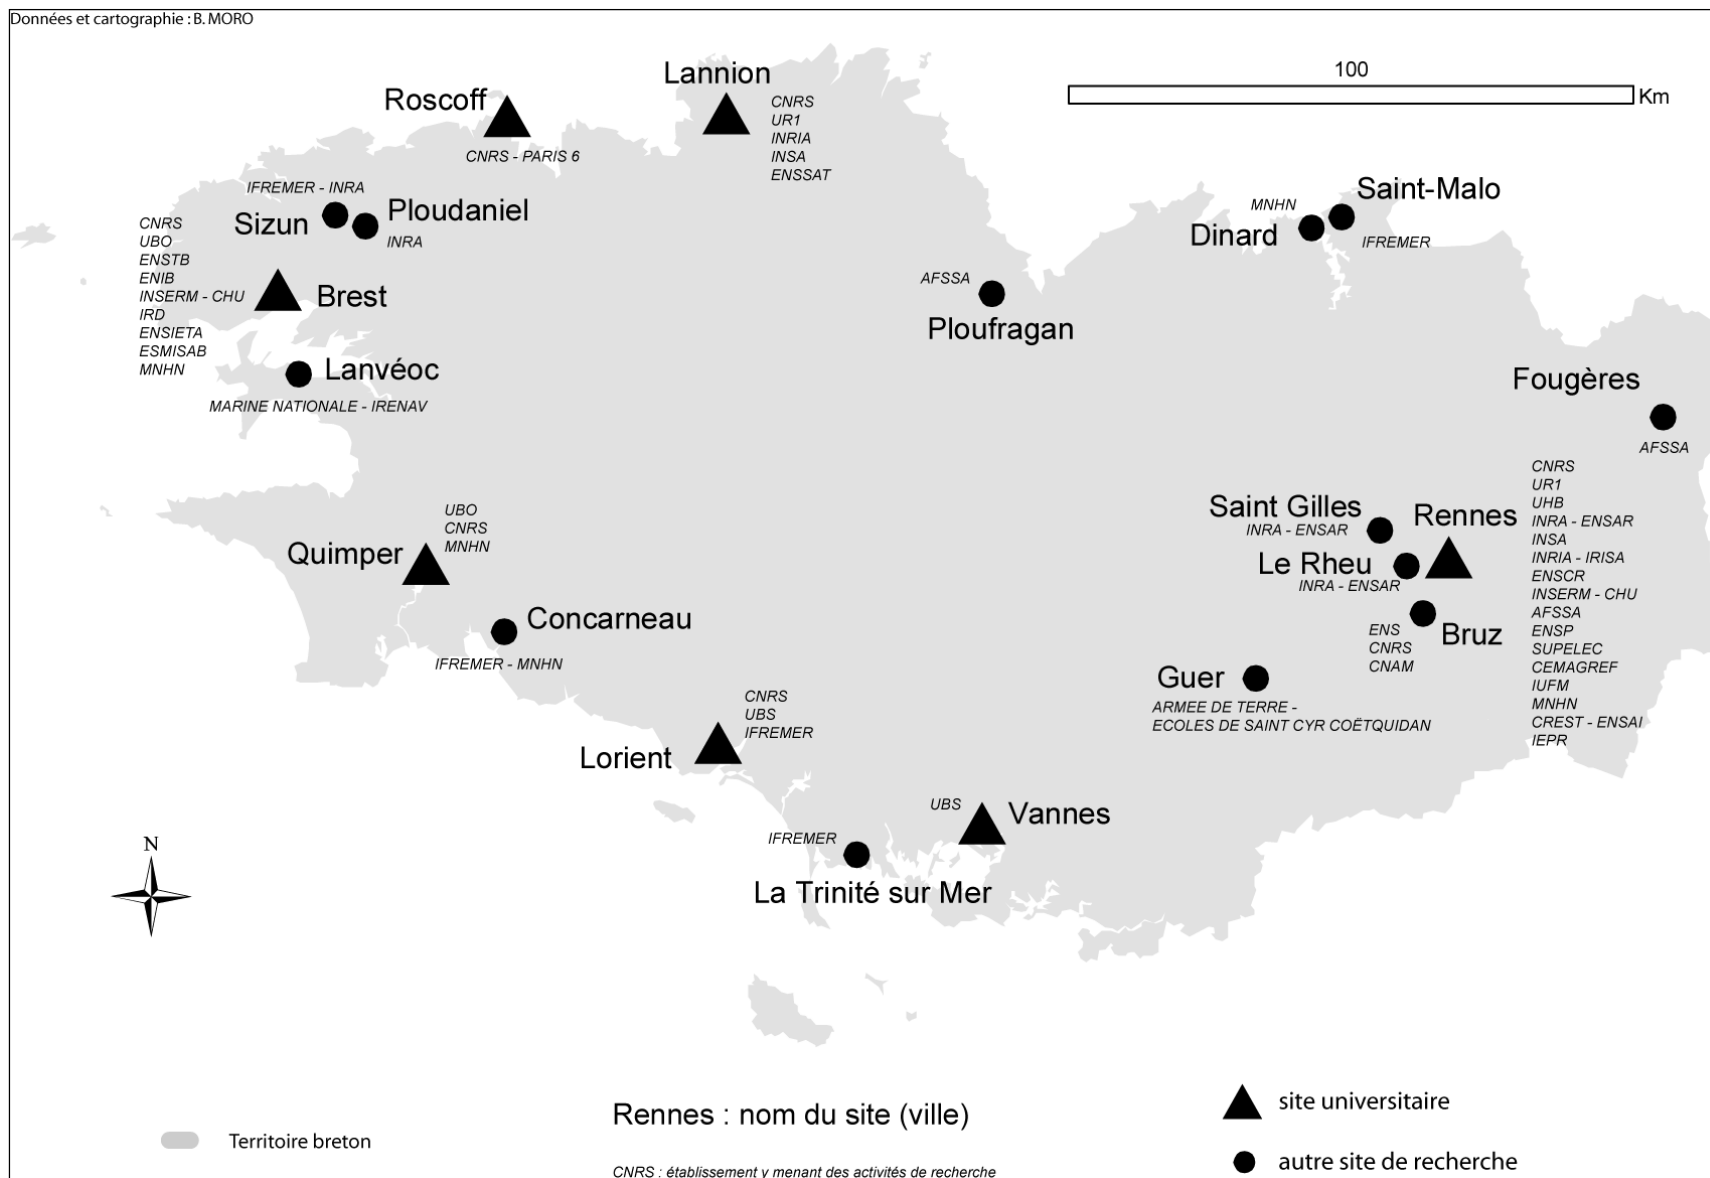 Données et cartographie : B. MORO
100
Km
Lannion
CNRS
UR1
INRIA
INSA
ENSSAT
Roscoff
CNRS - PARIS 6
IFREMER - INRA
Sizun
Ploudaniel
INRA
CNRS
UBO
ENSTB
ENIB
INSERM - CHU
IRD
ENSIETA
ESMISAB
MNHN
Brest
Lanvéoc
MARINE NATIONALE - IRENAV
MNHN
Dinard
Saint-Malo
IFREMER
AFSSA
Ploufragan
Fougères
AFSSA
UBO
CNRS
MNHN
Quimper
Concarneau
IFREMER - MNHN
Saint Gilles
INRA - ENSAR
Le Rheu
INRA - ENSAR
Rennes
CNRS
UR1
UHB
INRA - ENSAR
INSA
INRIA - IRISA
ENSCR
INSERM - CHU
AFSSA
ENSP
SUPELEC
CEMAGREF
IUFM
MNHN
CREST - ENSAI
IEPR
ENS
CNRS
CNAM
Bruz
Guer
ARMEE DE TERRE -
ECOLES DE SAINT CYR COËTQUIDAN
CNRS
UBS
IFREMER
Lorient
UBS
Vannes
IFREMER
La Trinité sur Mer
N
Territoire breton
Rennes : nom du site (ville)
CNRS : établissement y menant des activités de recherche
site universitaire
autre site de recherche